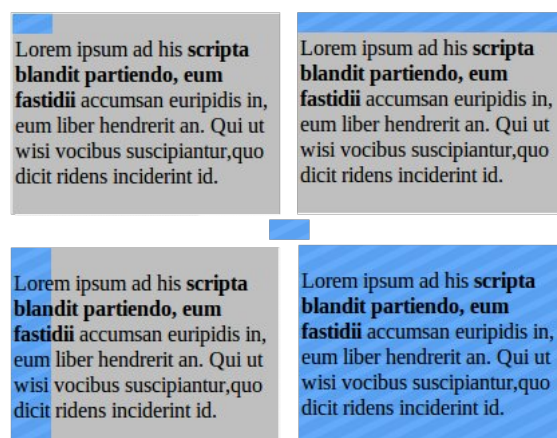 Lorem ipsum ad his scripta
blandit partiendo, eum
fastidii accumsan euripidis in,
eum liber hendrerit an. Qui ut
wisi vocibus suscipiantur,quo
dicit ridens inciderint id.
Lorem ipsum ad his scripta
blandit partiendo, eum
fastidii accumsan euripidis in,
eum liber hendrerit an. Qui ut
wisi vocibus suscipiantur,quo
dicit ridens inciderint id.
Lorem ipsum ad his scripta
blandit partiendo, eum
fastidii accumsan euripidis in,
eum liber hendrerit an. Qui ut
wisi vocibus suscipiantur,quo
dicit ridens inciderint id.
Lorem ipsum ad his scripta
blandit partiendo, eum
fastidii accumsan euripidis in,
eum liber hendrerit an. Qui ut
wisi vocibus suscipiantur,quo
dicit ridens inciderint id.